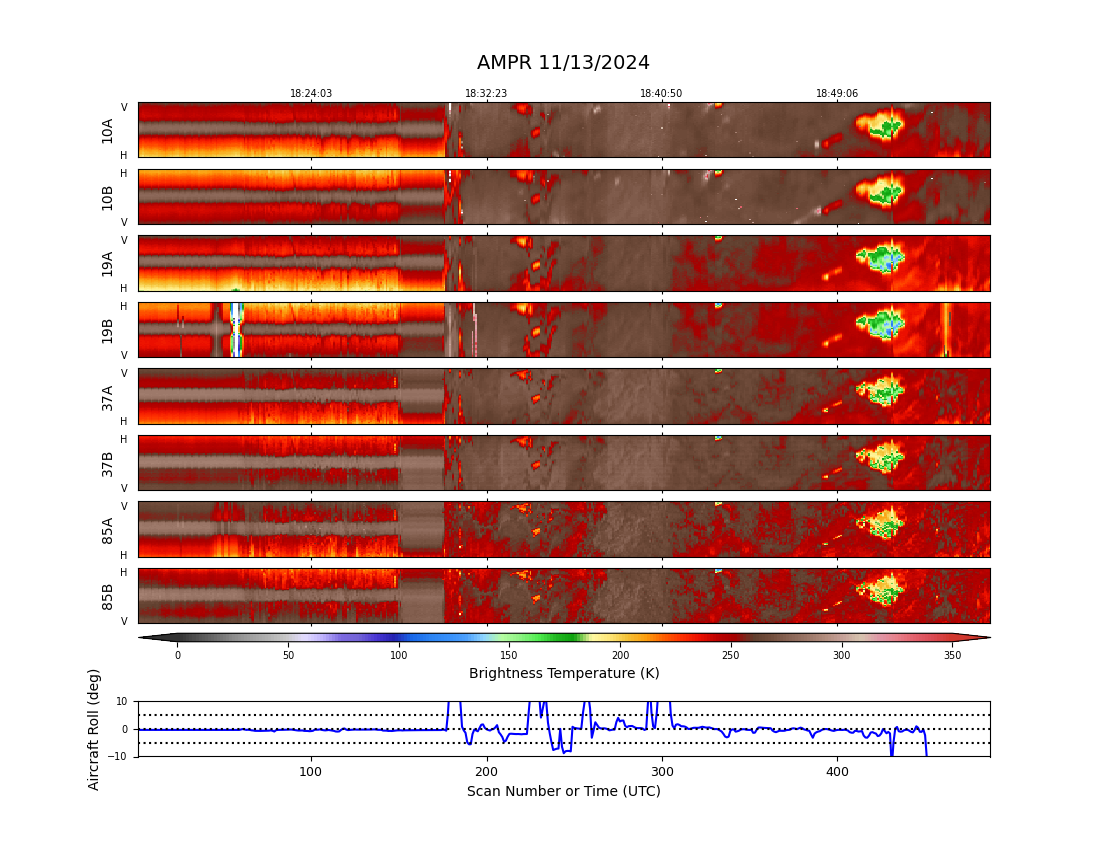 AMPR 11/13/2024
18:24:03 18:32:23 18:40:50 18:49:06
V
10A
H
H
10B
V
V
19A
H
H
19B
V
V
37A
H
H
37B
V
V
85A
H
H
85B
V
0 50 100 150 200 250 300 350
Brightness Temperature (K)
Aircraft Roll (deg)
10
0
−10
100 200 300 400
Scan Number or Time (UTC)